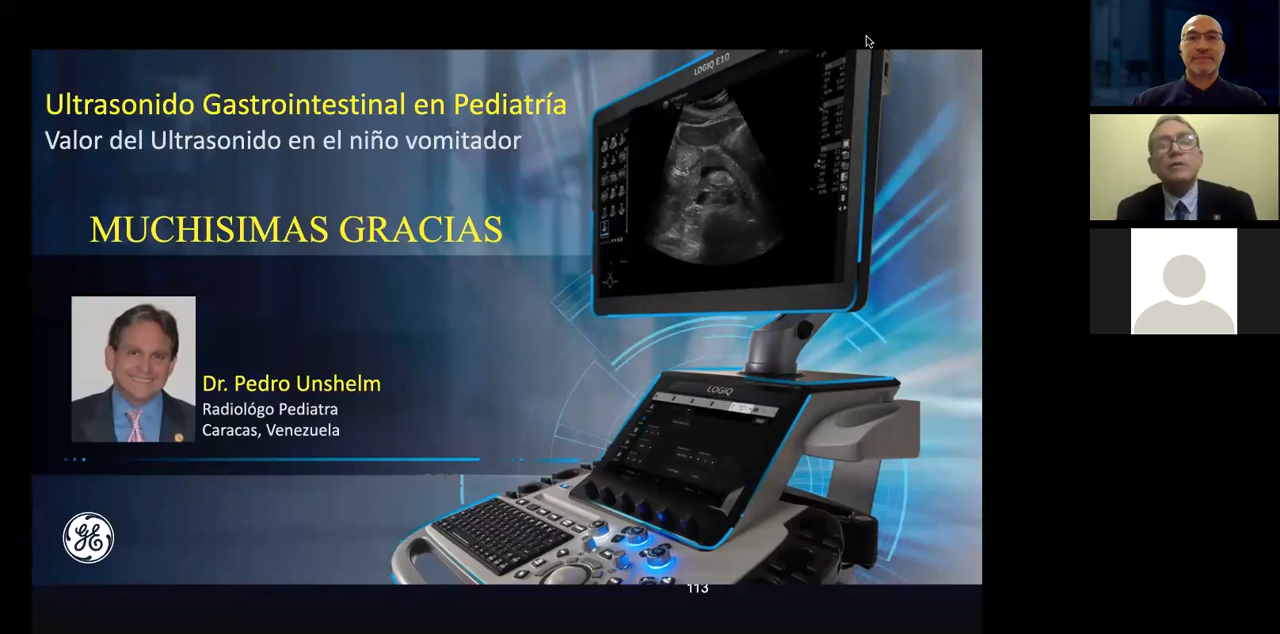 Ultrasonido Gastrointestinal en Pediatría
Valor del Ultrasonido en el niño vomitador
MUCHISIMAS GRACIAS
Dr. Pedro Unshelm
Radiológo Pediatra
Caracas, Venezuela
GE
LOGIQ E10
LOGIQ
113